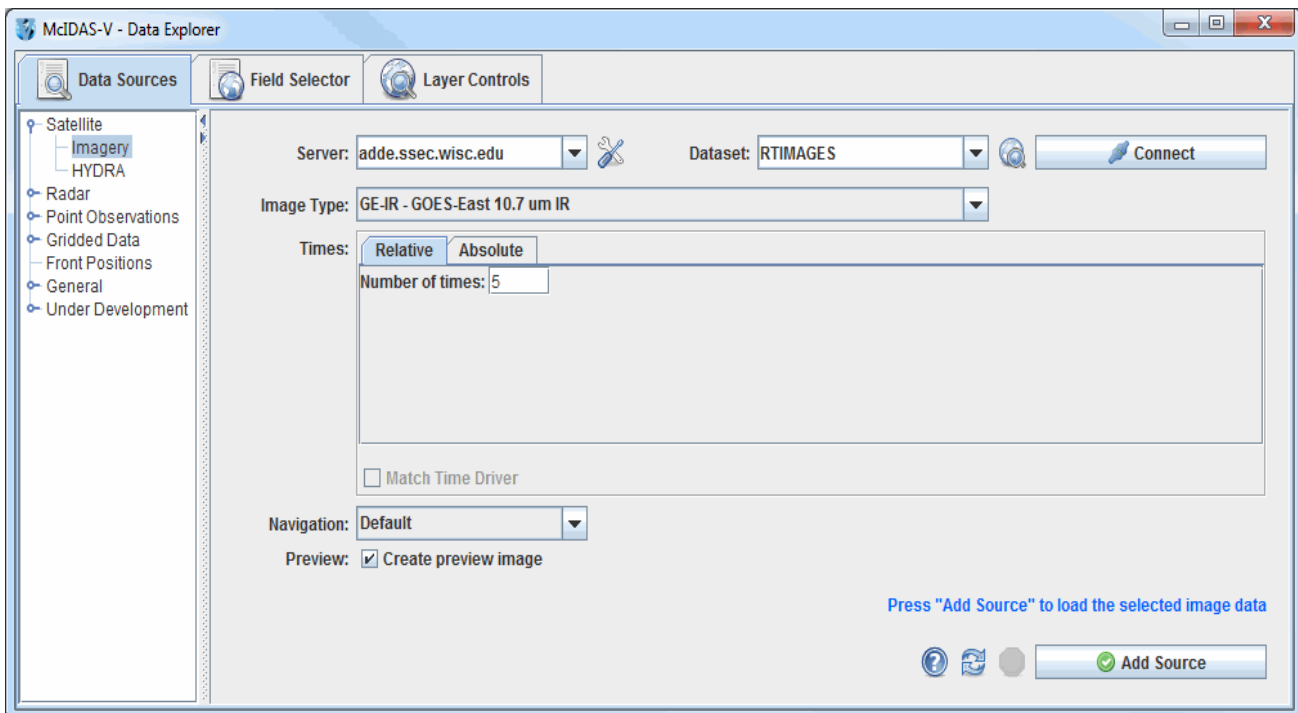 McIDAS-V - Data Explorer
Data Sources
Field Selector
Layer Controls
Satellite
Imagery
HYDRA
Radar
Point Observations
Gridded Data
Front Positions
General
Under Development
Server: adde.ssec.wisc.edu Dataset: RTIMAGES Connect
Image Type: GE-IR - GOES-East 10.7 um IR
Times: Relative Absolute
Number of times: 5
Match Time Driver
Navigation: Default
Preview: Create preview image
Press "Add Source" to load the selected image data
Add Source